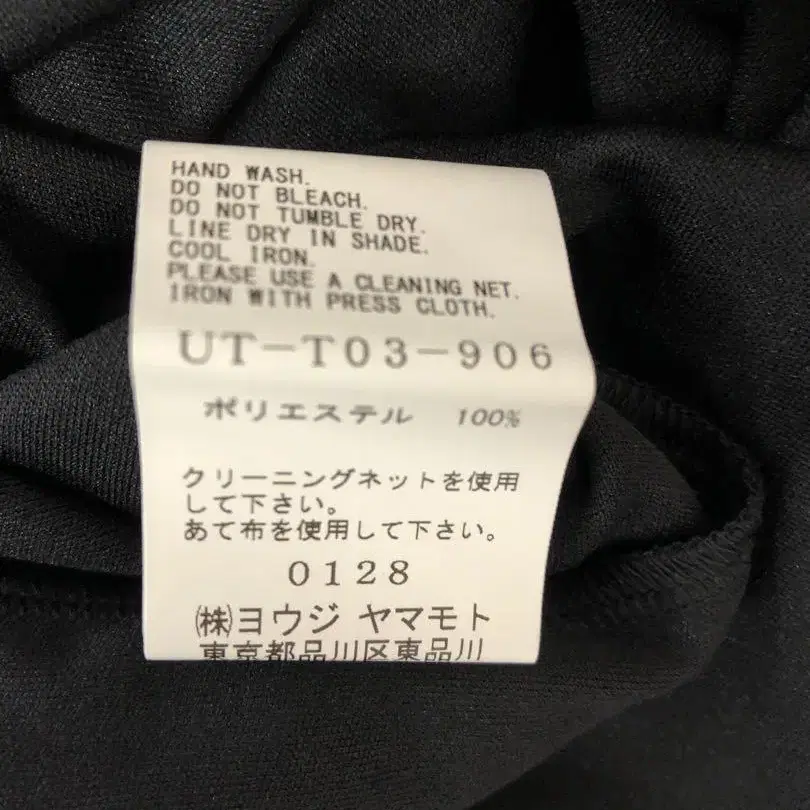 HAND WASH.
DO NOT BLEACH.
DO NOT TUMBLE DRY.
LINE DRY IN SHADE.
COOL IRON.
PLEASE USE A CLEANING NET.
IRON WITH PRESS CLOTH.
UT-T03-906
ポリエステル 100%
クリーニングネットを使用
して下さい。
あて布を使用して下さい。
0128
㈱ヨウジ ヤマモト
東京都品川区東品川